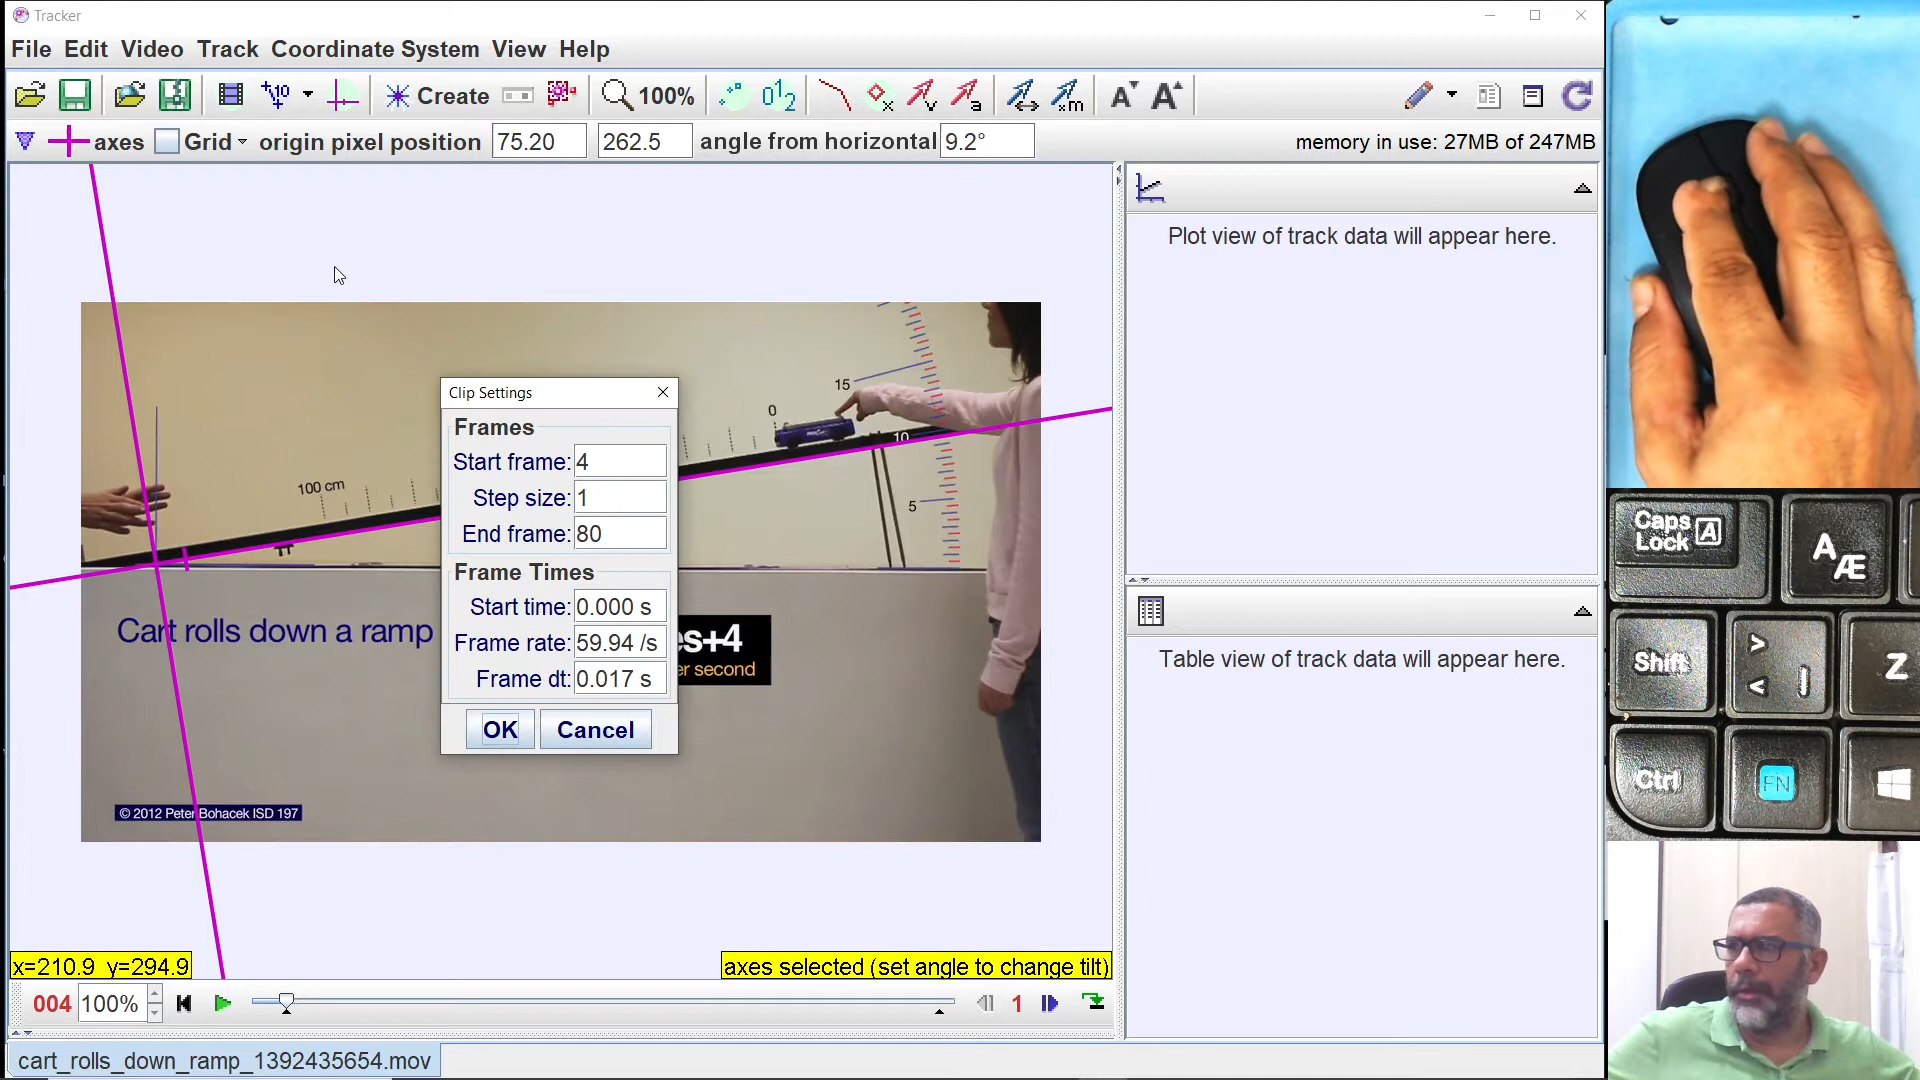 Tracker
File Edit Video Track Coordinate System View Help
Create 100%
axes Grid origin pixel position 75.20 262.5 angle from horizontal 9.2° memory in use: 27MB of 247MB
Plot view of track data will appear here.
15
0
10
5
100 cm
Clip Settings
Frames
Start frame: 4
Step size: 1
End frame: 80
Frame Times
Start time: 0.000 s
Frame rate: 59.94 /s
Frame dt: 0.017 s
OK Cancel
Cart rolls down a ramp
es+4
er second
© 2012 Peter Bohacek ISD 197
Table view of track data will appear here.
x=210.9 y=294.9
axes selected (set angle to change tilt)
004 100% 1
cart_rolls_down_ramp_1392435654.mov
Caps Lock A
A Æ
Shift
> <
Z
Ctrl
FN